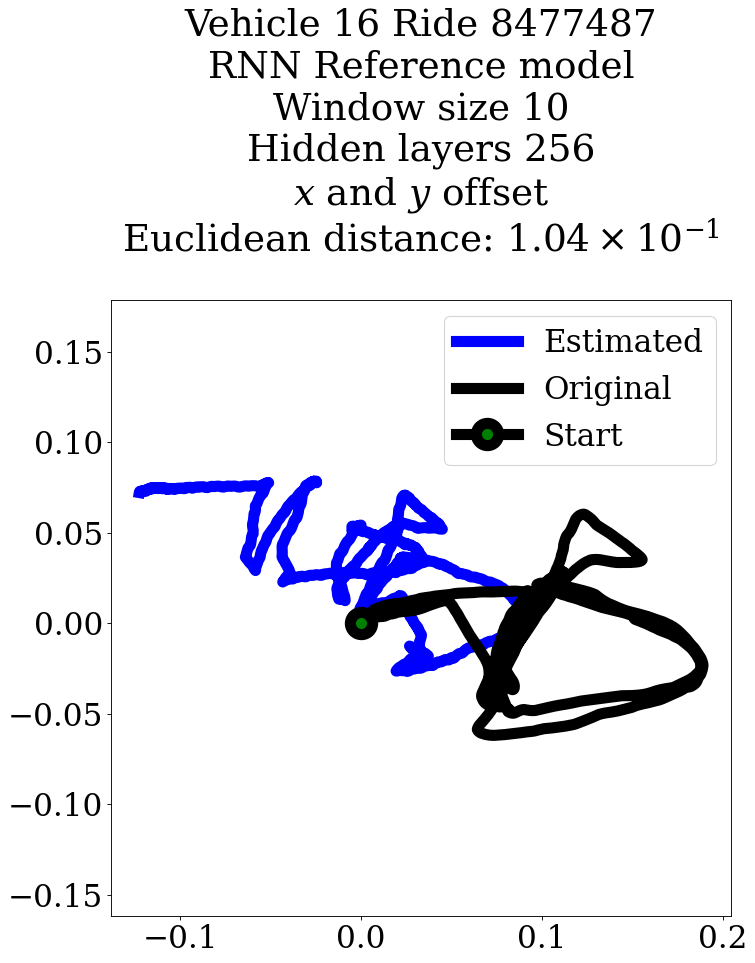 Vehicle 16 Ride 8477487
RNN Reference model
Window size 10
Hidden layers 256
x and y offset
Euclidean distance: 1.04 × 10⁻¹
Estimated
Original
Start
0.15
0.10
0.05
0.00
−0.05
−0.10
−0.15
−0.1 0.0 0.1 0.2